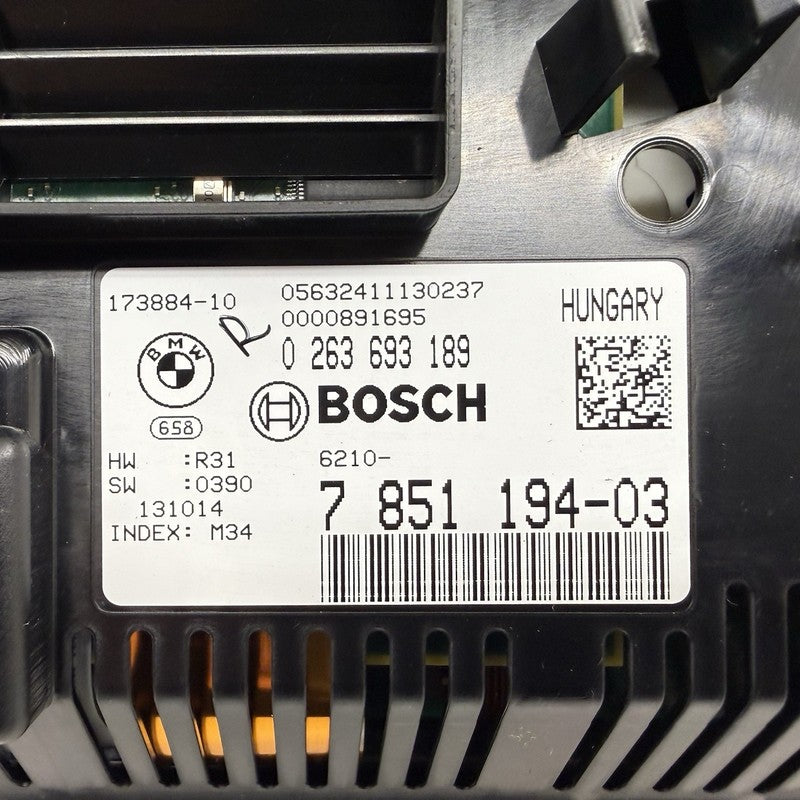 173884-10
05632411130237
0000891695
HUNGARY
R
0 263 693 189
BMW
BOSCH
658
HW :R31
SW :0390
131014
INDEX: M34
6210-
7 851 194-03